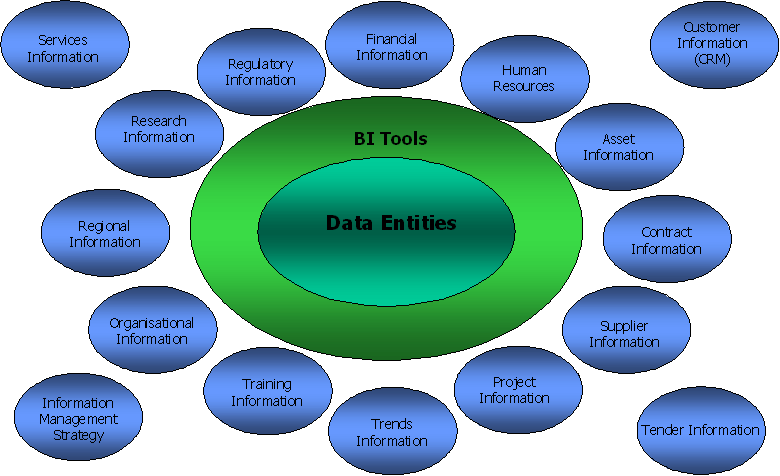 Services
Information
Regulatory
Information
Financial
Information
Human
Resources
Customer
Information
(CRM)
Research
Information
BI Tools
Asset
Information
Regional
Information
Data Entities
Contract
Information
Organisational
Information
Supplier
Information
Information
Management
Strategy
Training
Information
Trends
Information
Project
Information
Tender Information